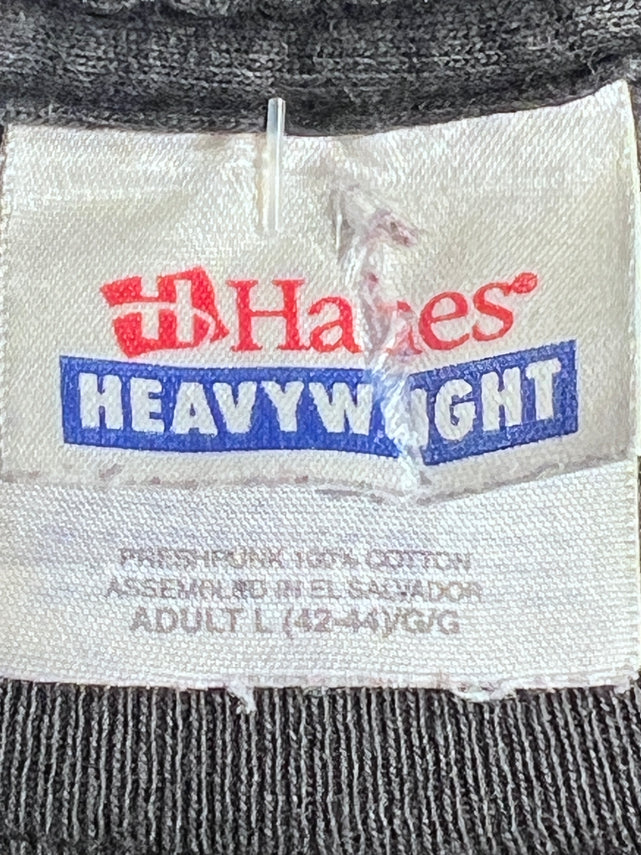 Hanes®
HEAVYWEIGHT
PRESHRUNK 100% COTTON
ASSEMBLED IN EL SALVADOR
ADULT L (42-44)/G/G